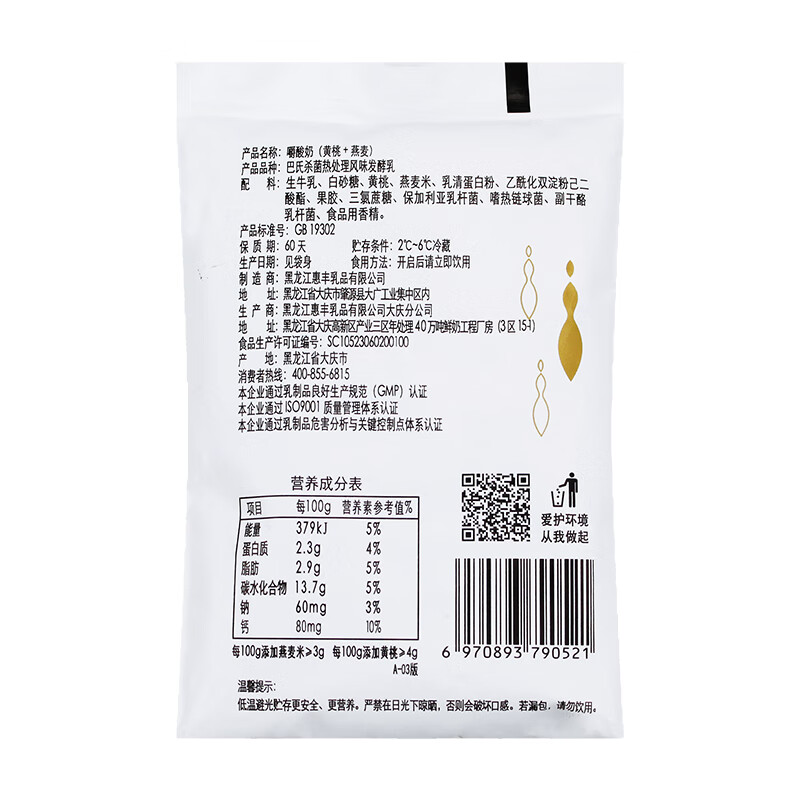 产品名称：嚼酸奶（黄桃+燕麦）
产品品种：巴氏杀菌热处理风味发酵乳
配 料：生牛乳、白砂糖、黄桃、燕麦米、乳清蛋白粉、乙酰化双淀粉己二
酸酯、果胶、三氯蔗糖、保加利亚乳杆菌、嗜热链球菌、副干酪
乳杆菌、食品用香精。
产品标准号：GB 19302
保 质 期：60 天 贮存条件：2℃~6℃冷藏
生产日期：见袋身 食用方法：开启后请立即饮用
制 造 商：黑龙江惠丰乳品有限公司
地 址：黑龙江省大庆市肇源县大广工业集中区内
生 产 商：黑龙江惠丰乳品有限公司大庆分公司
地 址：黑龙江省大庆高新区产业三区年处理40万吨鲜奶工程厂房（3区15-1）
食品生产许可证编号：SC10523060200100
产 地：黑龙江省大庆市
消费者热线：400-855-6815
本企业通过乳制品良好生产规范（GMP）认证
本企业通过 ISO9001 质量管理体系认证
本企业通过乳制品危害分析与关键控制点体系认证
营养成分表
项目 每100g 营养素参考值%
能量 379kJ 5%
蛋白质 2.3g 4%
脂肪 2.9g 5%
碳水化合物 13.7g 5%
钠 60mg 3%
钙 80mg 10%
每100g添加燕麦米≥3g 每100g添加黄桃≥4g
A-03版
爱护环境
从我做起
6 970893 790521
温馨提示：
低温避光贮存更安全、更营养。严禁在日光下晾晒，否则会破坏口感。若漏包，请勿饮用。